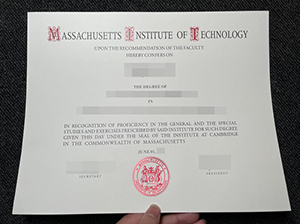 MASSACHUSETTS INSTITUTE OF TECHNOLOGY
UPON THE RECOMMENDATION OF THE FACULTY
HEREBY CONFERS ON
THE DEGREE OF
IN
IN RECOGNITION OF PROFICIENCY IN THE GENERAL AND THE SPECIAL
STUDIES AND EXERCISES PRESCRIBED BY SAID INSTITUTE FOR SUCH DEGREE
GIVEN THIS DAY UNDER THE SEAL OF THE INSTITUTE AT CAMBRIDGE
IN THE COMMONWEALTH OF MASSACHUSETTS
SECRETARY
PRESIDENT